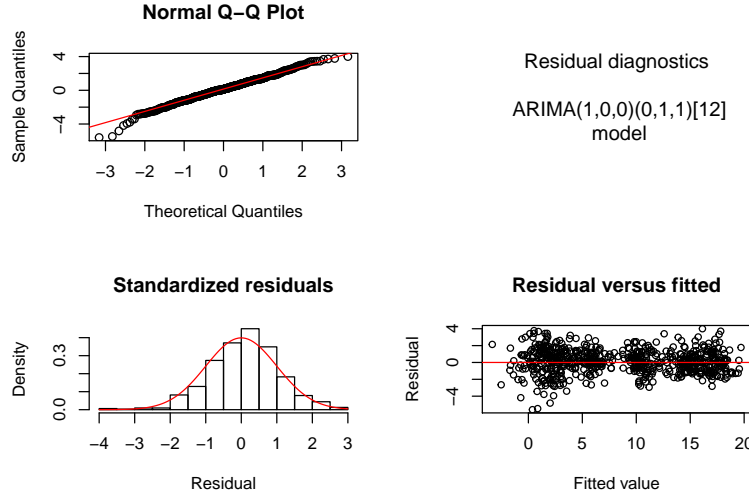 Normal Q−Q Plot
Sample Quantiles
4
0
−4
−3 −2 −1 0 1 2 3
Theoretical Quantiles
Residual diagnostics
ARIMA(1,0,0)(0,1,1)[12]
model
Standardized residuals
Density
0.3
0.0
−4 −3 −2 −1 0 1 2 3
Residual
Residual versus fitted
Residual
4
0
−4
0 5 10 15 20
Fitted value